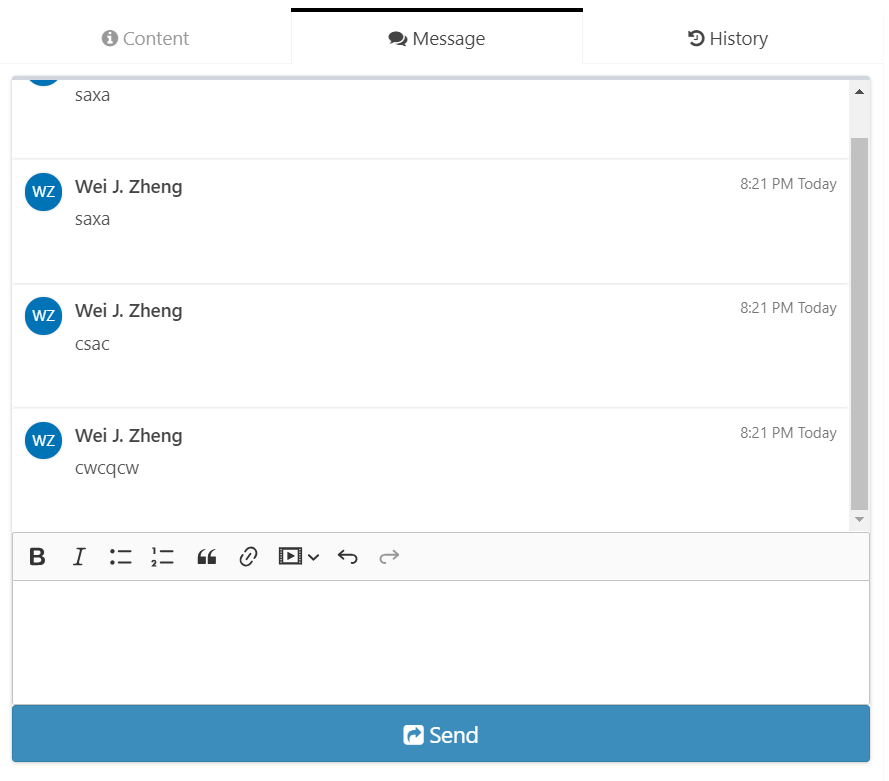 Content Message History
saxa
WZ Wei J. Zheng 8:21 PM Today
saxa
WZ Wei J. Zheng 8:21 PM Today
csac
WZ Wei J. Zheng 8:21 PM Today
cwcqcw
Send